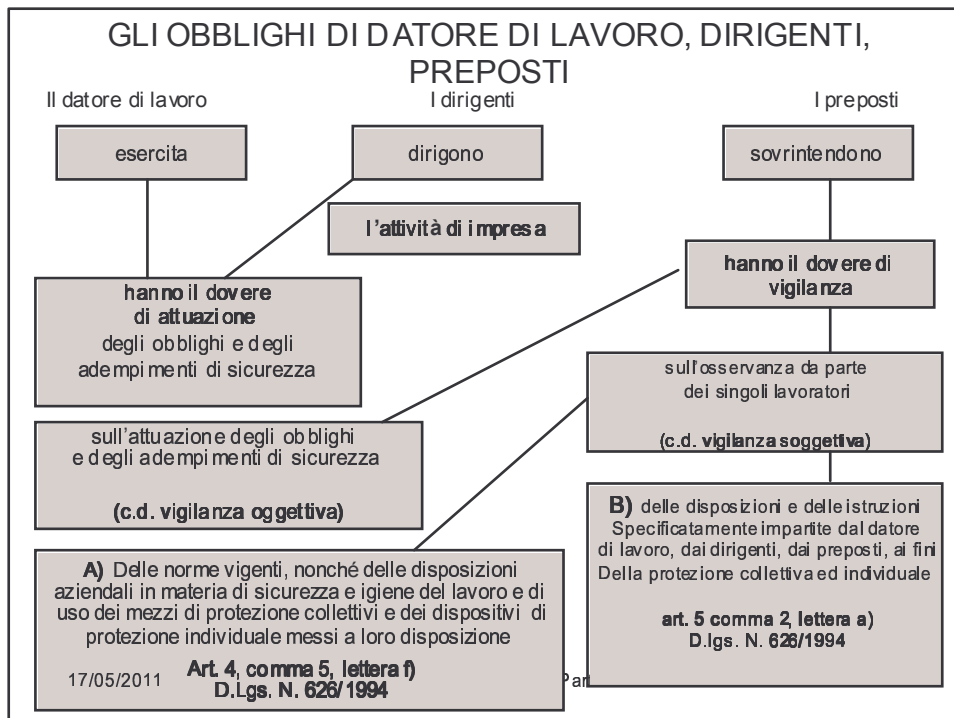 GLI OBBLIGHI DI DATORE DI LAVORO, DIRIGENTI,
PREPOSTI
Il datore di lavoro
I dirigenti
I preposti
esercita
dirigono
sovrintendono
l'attività di impresa
hanno il dovere
di attuazione
degli obblighi e degli
adempimenti di sicurezza
hanno il dovere di
vigilanza
sull'osservanza da parte
dei singoli lavoratori
(c.d. vigilanza soggettiva)
sull'attuazione degli obblighi
e degli adempimenti di sicurezza
(c.d. vigilanza oggettiva)
B) delle disposizioni e delle istruzioni
Specificatamente impartite dal datore
di lavoro, dai dirigenti, dai preposti, ai fini
Della protezione collettiva ed individuale
art. 5 comma 2, lettera a)
D.lgs. N. 626/1994
A) Delle norme vigenti, nonché delle disposizioni
aziendali in materia di sicurezza e igiene del lavoro e di
uso dei mezzi di protezione collettivi e dei dispositivi di
protezione individuale messi a loro disposizione
Art. 4, comma 5, lettera f)
D.Lgs. N. 626/1994
17/05/2011